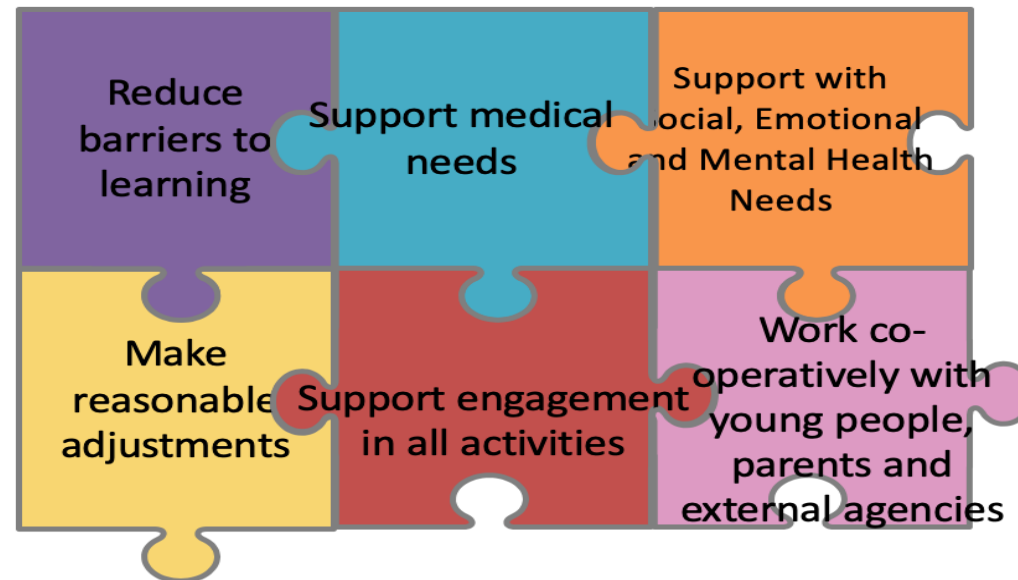 Reduce
barriers to
learning
Support medical
needs
Support with
Social, Emotional
and Mental Health
Needs
Make
reasonable
adjustments
Support engagement
in all activities
Work co-
operatively with
young people,
parents and
external agencies